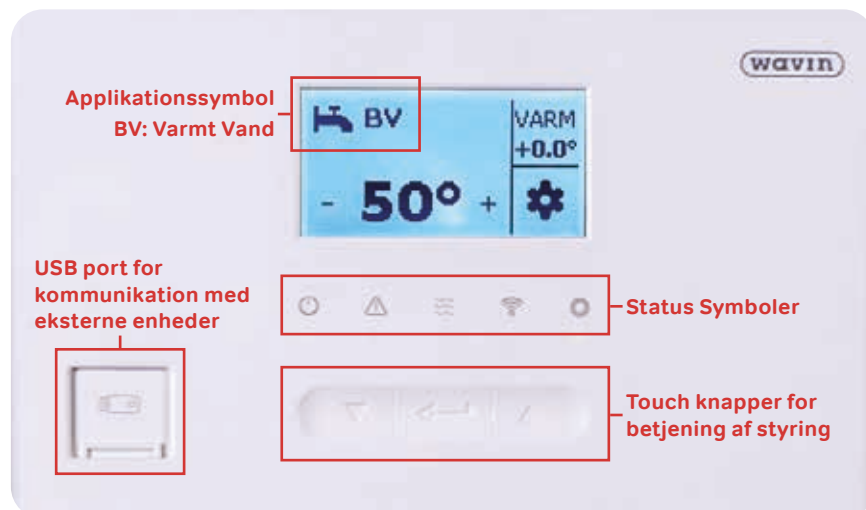 wavin
Applikationssymbol
BV: Varmt Vand
BV
VARM
+0.0°
- 50° +
USB port for
kommunikation med
eksterne enheder
Status Symboler
Touch knapper for
betjening af styring